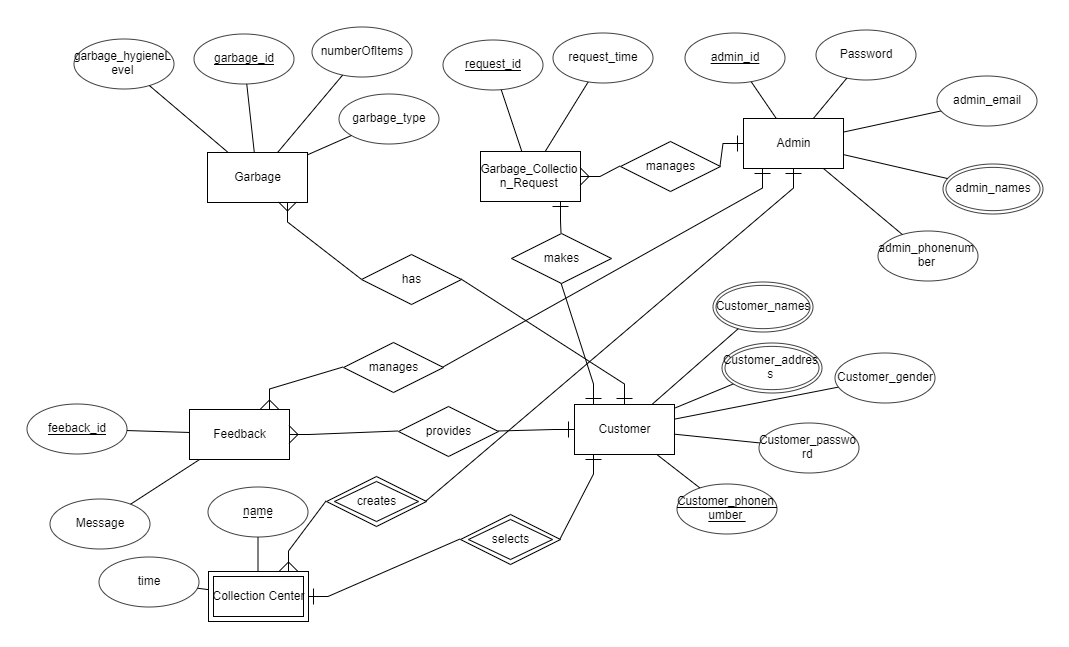 garbage_hygieneL
evel
garbage_id
numberOfItems
garbage_type
request_id
request_time
admin_id
Password
admin_email
Garbage
Garbage_Collectio
n_Request
manages
Admin
admin_names
admin_phonenum
ber
has
makes
Customer_names
Customer_addres
s
Customer_gender
manages
feeback_id
Feedback
provides
Customer
Customer_passwo
rd
Customer_phonen
umber
Message
name
creates
selects
time
Collection Center